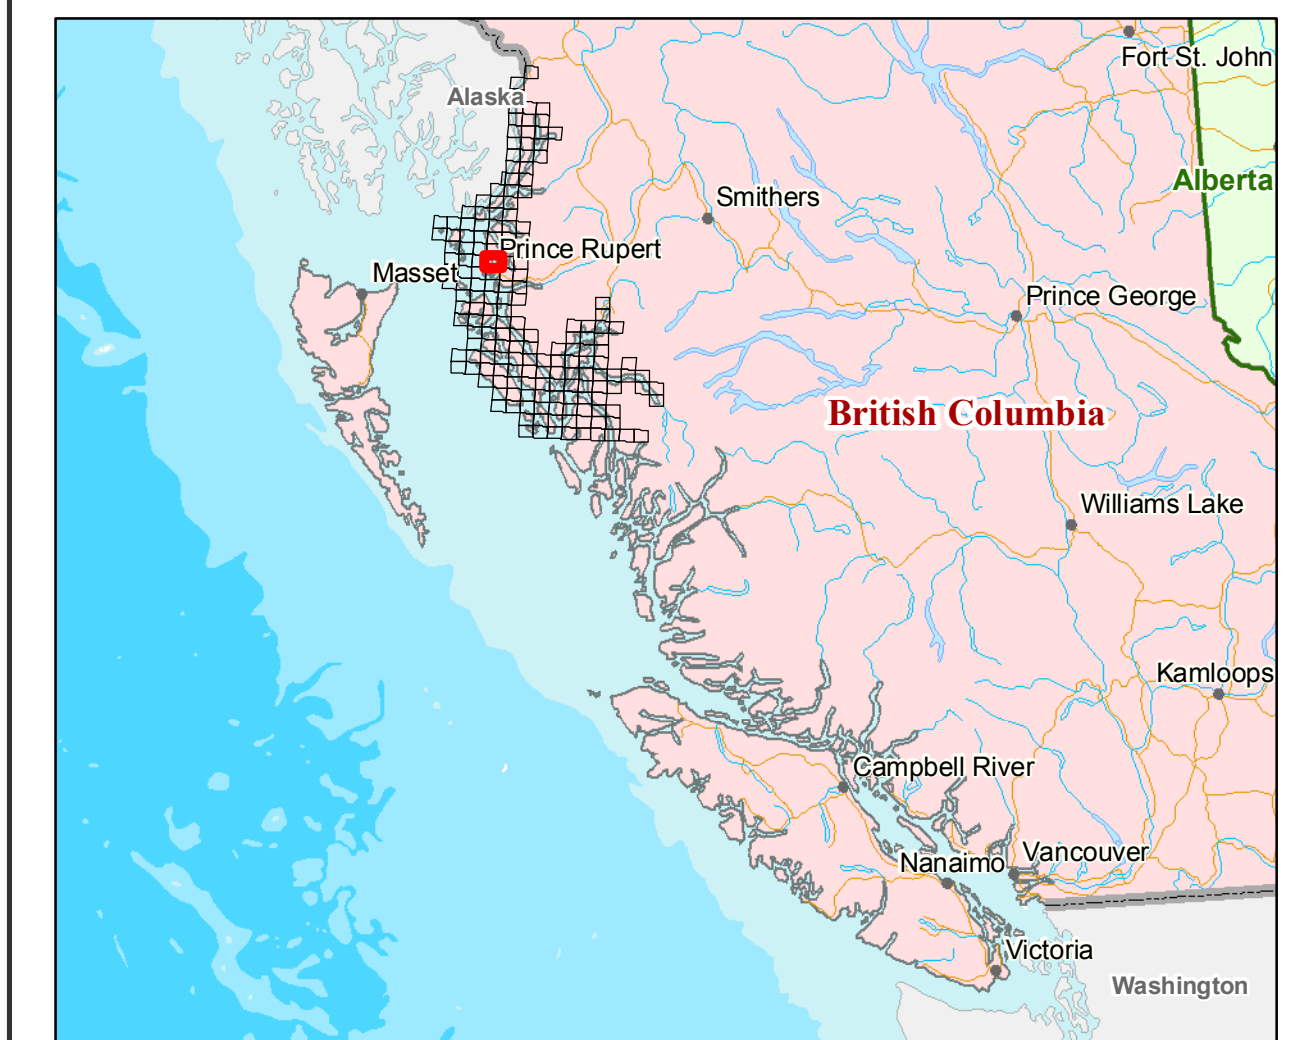 Fort St. John
Alaska
Alberta
Smithers
Prince Rupert
Masset
Prince George
British Columbia
Williams Lake
Kamloops
Campbell River
Vancouver
Nanaimo
Victoria
Washington